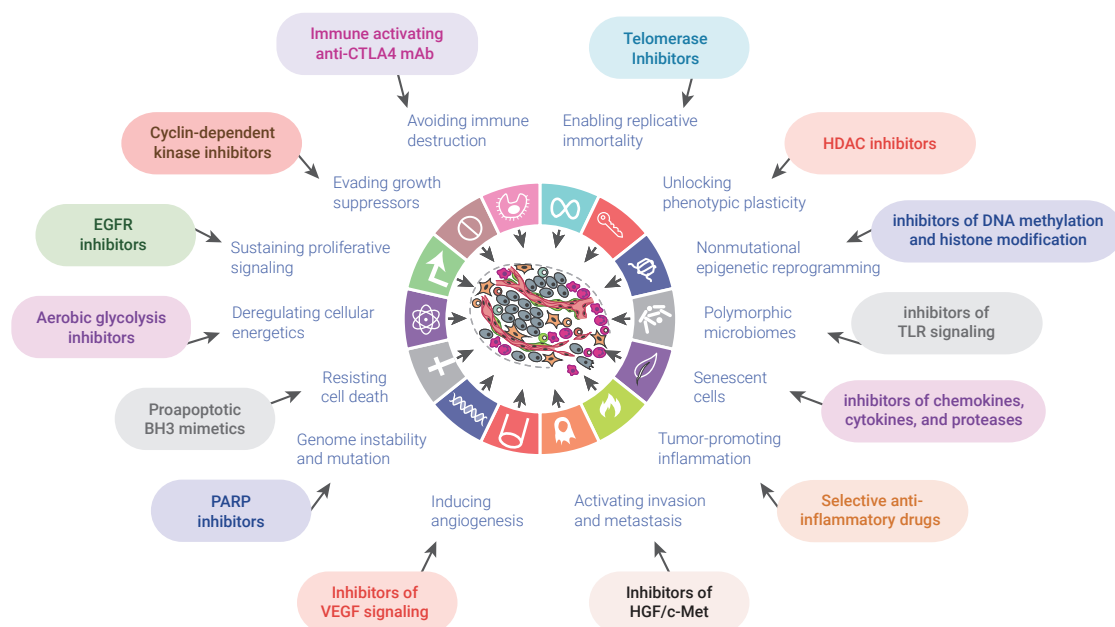 Immune activating
anti-CTLA4 mAb
Telomerase
Inhibitors
Avoiding immune
destruction
Enabling replicative
immortality
Cyclin-dependent
kinase inhibitors
HDAC inhibitors
Evading growth
suppressors
Unlocking
phenotypic plasticity
EGFR
inhibitors
inhibitors of DNA methylation
and histone modification
Sustaining proliferative
signaling
Nonmutational
epigenetic reprogramming
Aerobic glycolysis
inhibitors
Deregulating cellular
energetics
Polymorphic
microbiomes
inhibitors of
TLR signaling
Resisting
cell death
Senescent
cells
Proapoptotic
BH3 mimetics
inhibitors of chemokines,
cytokines, and proteases
Genome instability
and mutation
Tumor-promoting
inflammation
PARP
inhibitors
Inducing
angiogenesis
Activating invasion
and metastasis
Selective anti-
inflammatory drugs
Inhibitors of
VEGF signaling
Inhibitors of
HGF/c-Met